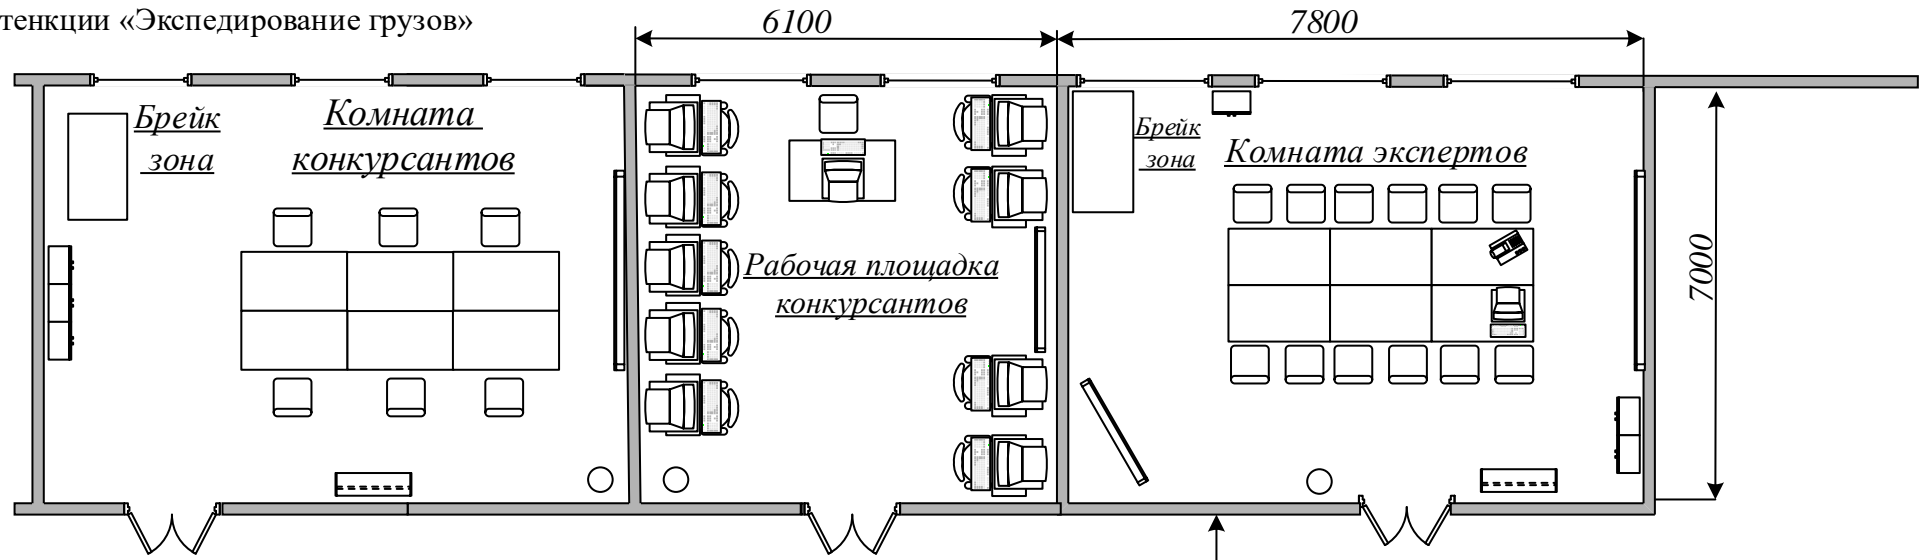 тенкции «Экспедирование грузов»
6100
7800
Брейк
зона
Комната
конкурсантов
Рабочая площадка
конкурсантов
Брейк
зона
Комната экспертов
7000